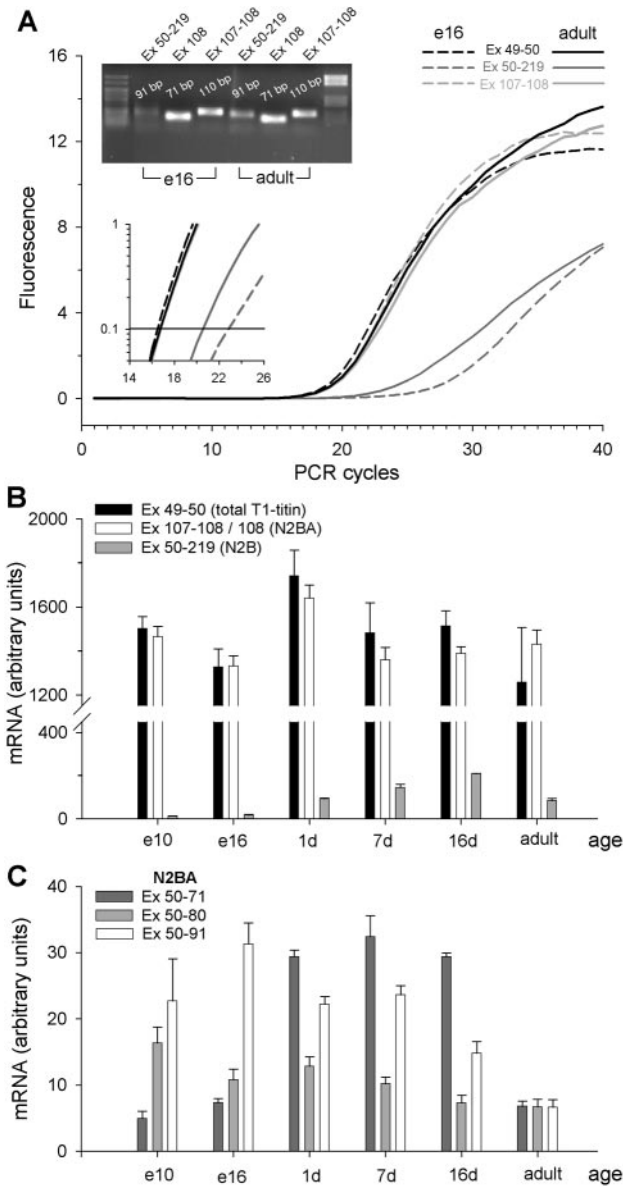 A
Ex 50-219
Ex 108
Ex 107-108
Ex 50-219
Ex 108
Ex 107-108
91 bp
71 bp
110 bp
91 bp
71 bp
110 bp
e16
adult
e16 adult
Ex 49-50
Ex 50-219
Ex 107-108
16
12
8
4
0
Fluorescence
1
0.1
14 18 22 26
0 10 20 30 40
PCR cycles
B
Ex 49-50 (total T1-titin)
Ex 107-108 / 108 (N2BA)
Ex 50-219 (N2B)
2000
1600
1200
400
0
mRNA (arbitrary units)
e10 e16 1d 7d 16d adult age
C
N2BA
Ex 50-71
Ex 50-80
Ex 50-91
40
30
20
10
0
mRNA (arbitrary units)
e10 e16 1d 7d 16d adult age